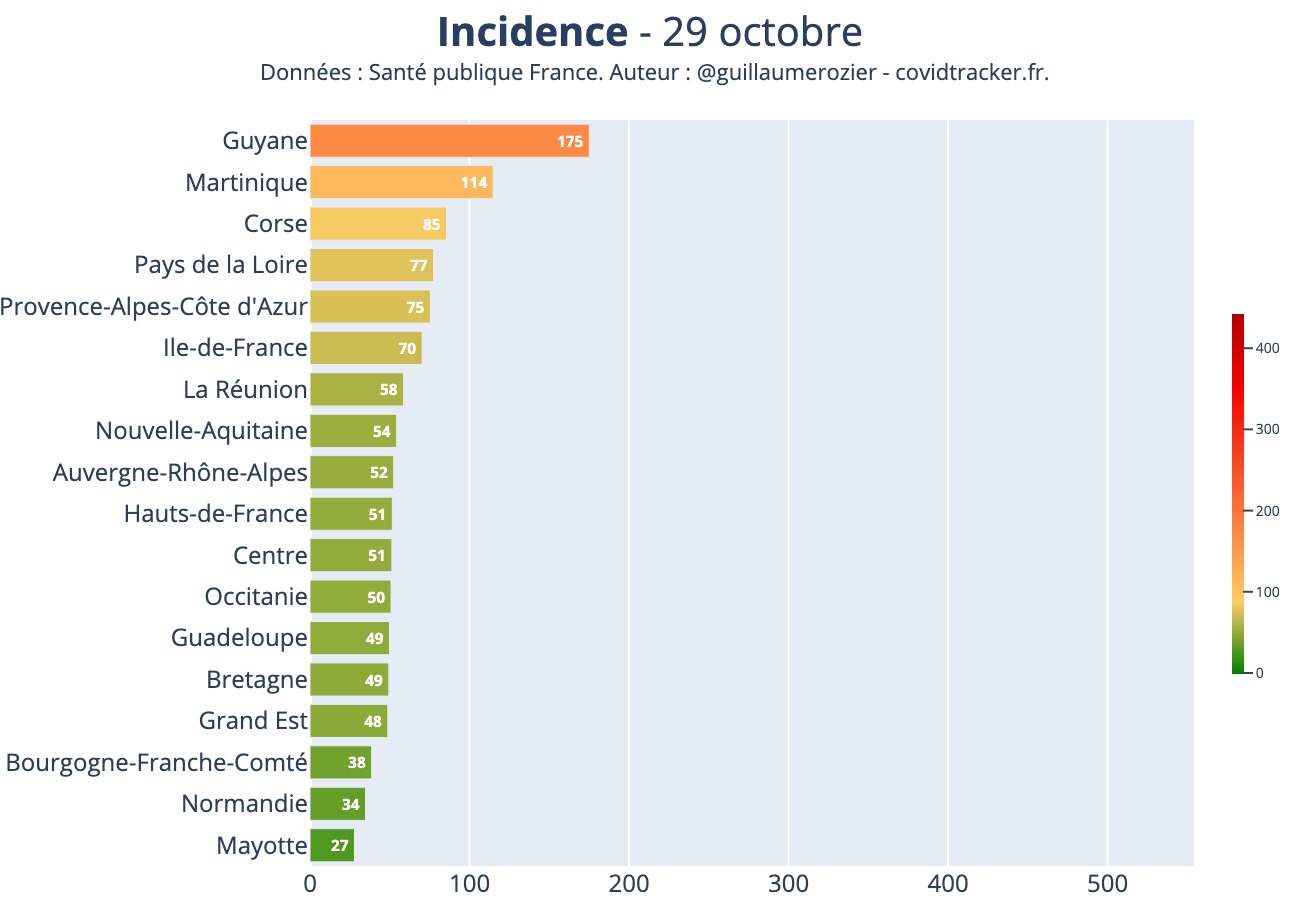 Incidence - 29 octobre
Données : Santé publique France. Auteur : @guillaumerozier - covidtracker.fr.
Guyane 175
Martinique 114
Corse 85
Pays de la Loire 77
Provence-Alpes-Côte d'Azur 75
Ile-de-France 70
La Réunion 58
Nouvelle-Aquitaine 54
Auvergne-Rhône-Alpes 52
Hauts-de-France 51
Centre 51
Occitanie 50
Guadeloupe 49
Bretagne 49
Grand Est 48
Bourgogne-Franche-Comté 38
Normandie 34
Mayotte 27
0 100 200 300 400 500
400
300
200
100
0